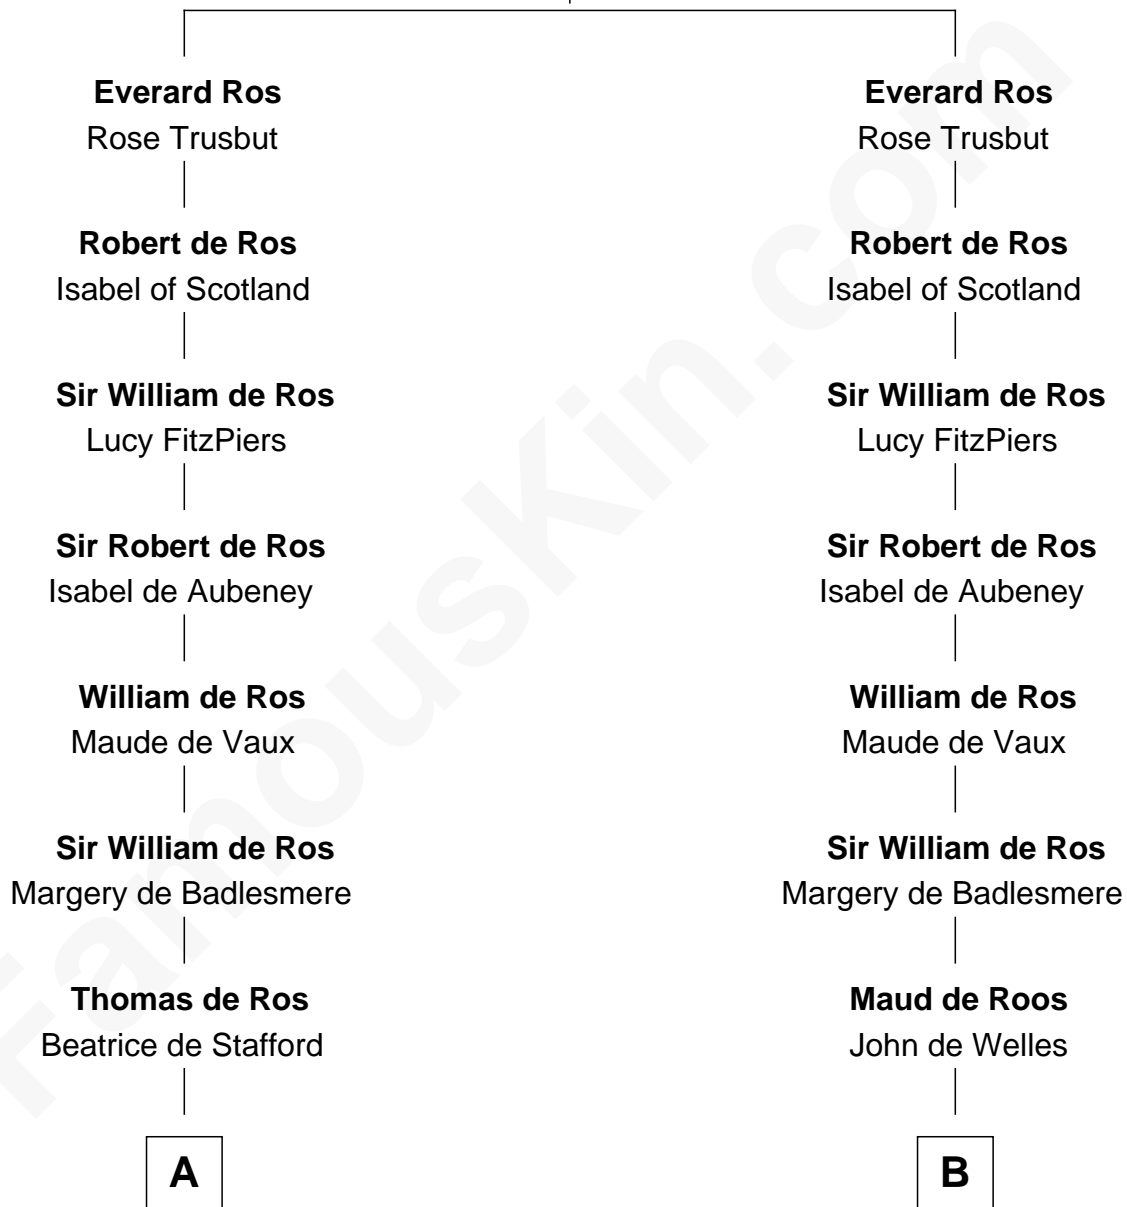 Everard Ros
Rose Trusbut
Robert de Ros
Isabel of Scotland
Sir William de Ros
Lucy FitzPiers
Sir Robert de Ros
Isabel de Aubeney
William de Ros
Maude de Vaux
Sir William de Ros
Margery de Badlesmere
Thomas de Ros
Beatrice de Stafford
A
Everard Ros
Rose Trusbut
Robert de Ros
Isabel of Scotland
Sir William de Ros
Lucy FitzPiers
Sir Robert de Ros
Isabel de Aubeney
William de Ros
Maude de Vaux
Sir William de Ros
Margery de Badlesmere
Maud de Roos
John de Welles
B
FamousKin.com